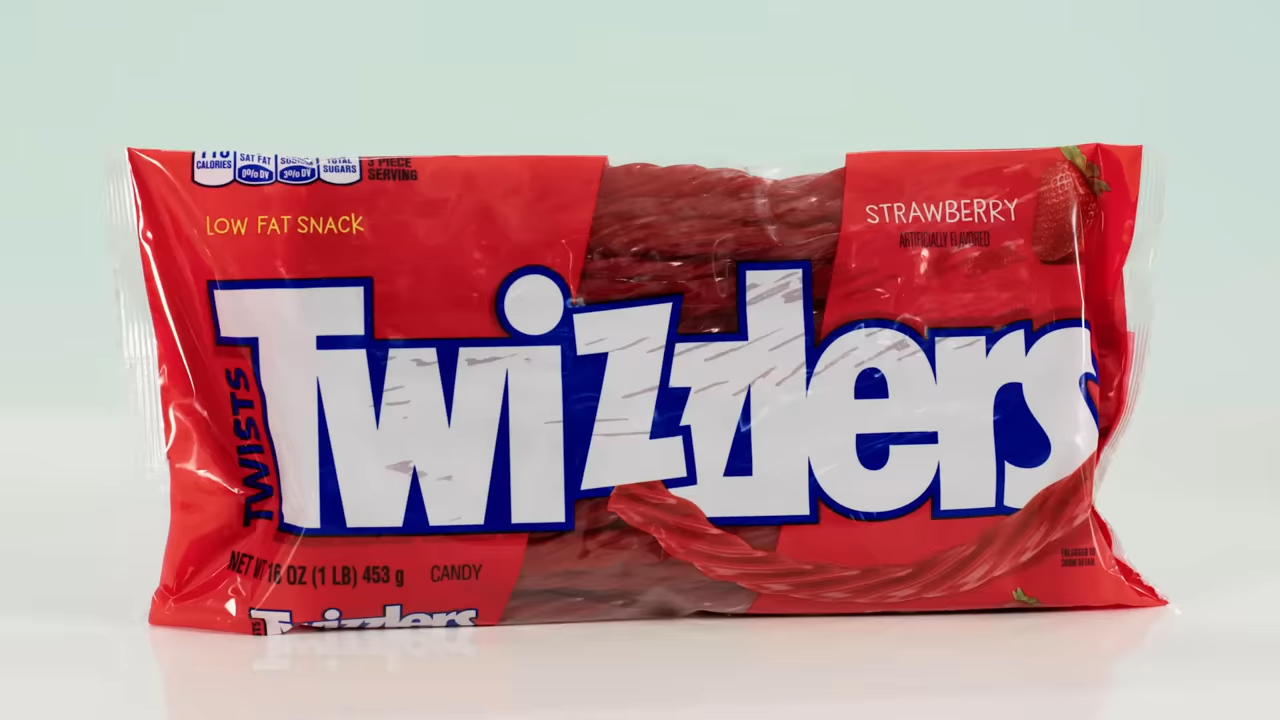 110
CALORIES
SAT FAT
0% DV
3% DV
TOTAL
SUGARS
3 PIECE
SERVING
LOW FAT SNACK
STRAWBERRY
ARTIFICIALLY FLAVORED
Twizzlers
TWISTS
NET WT 16 OZ (1 LB) 453 g CANDY
Twizzlers